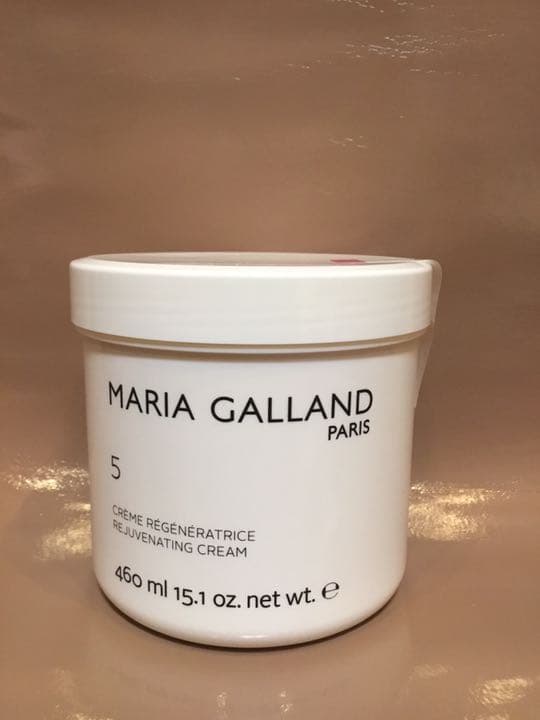 MARIA GALLAND
PARIS
5
CRÈME RÉGÉNÉRATRICE
REJUVENATING CREAM
460 ml 15.1 oz. net wt. ℮